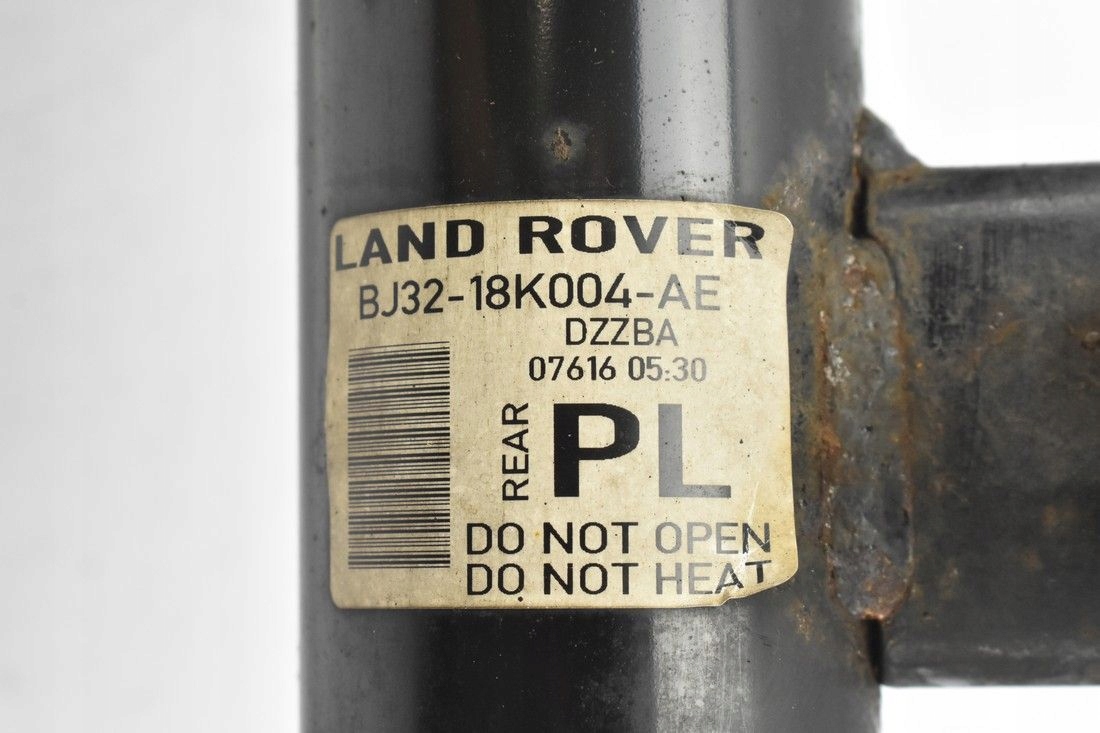 LAND ROVER
BJ32-18K004-AE
DZZBA
07616 05:30
REAR
PL
DO NOT OPEN
DO NOT HEAT